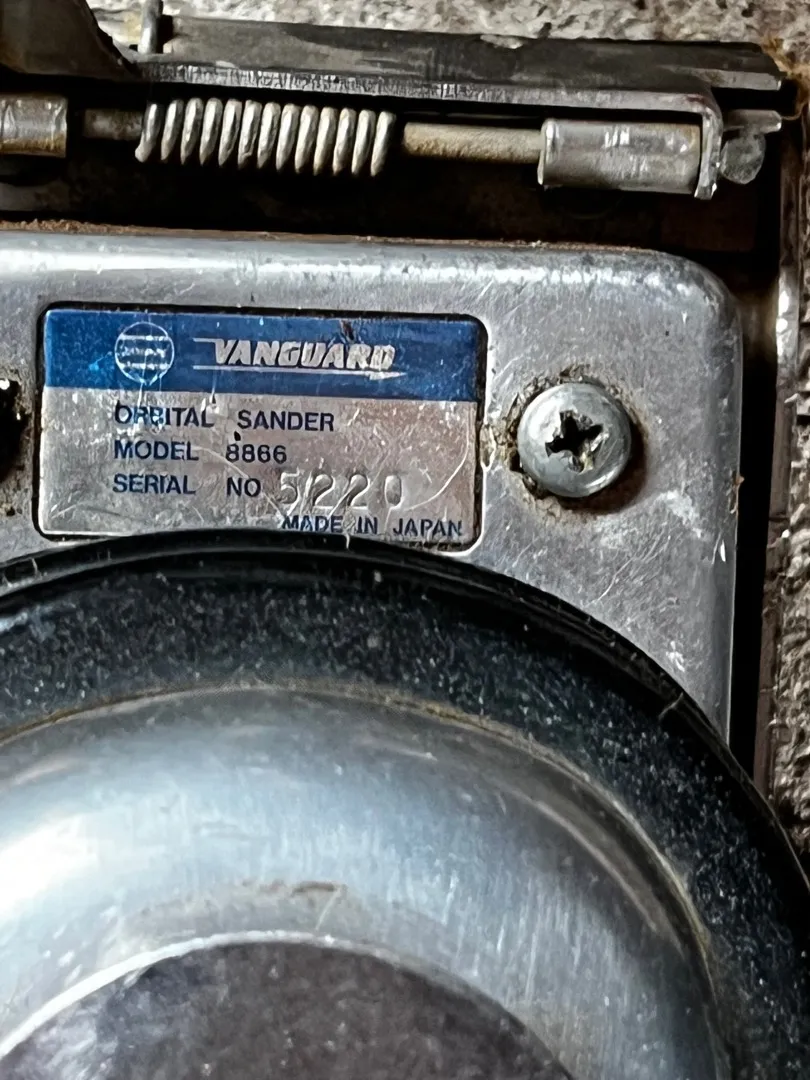 VANGUARD
ORBITAL SANDER
MODEL 8866
SERIAL NO 5220
MADE IN JAPAN